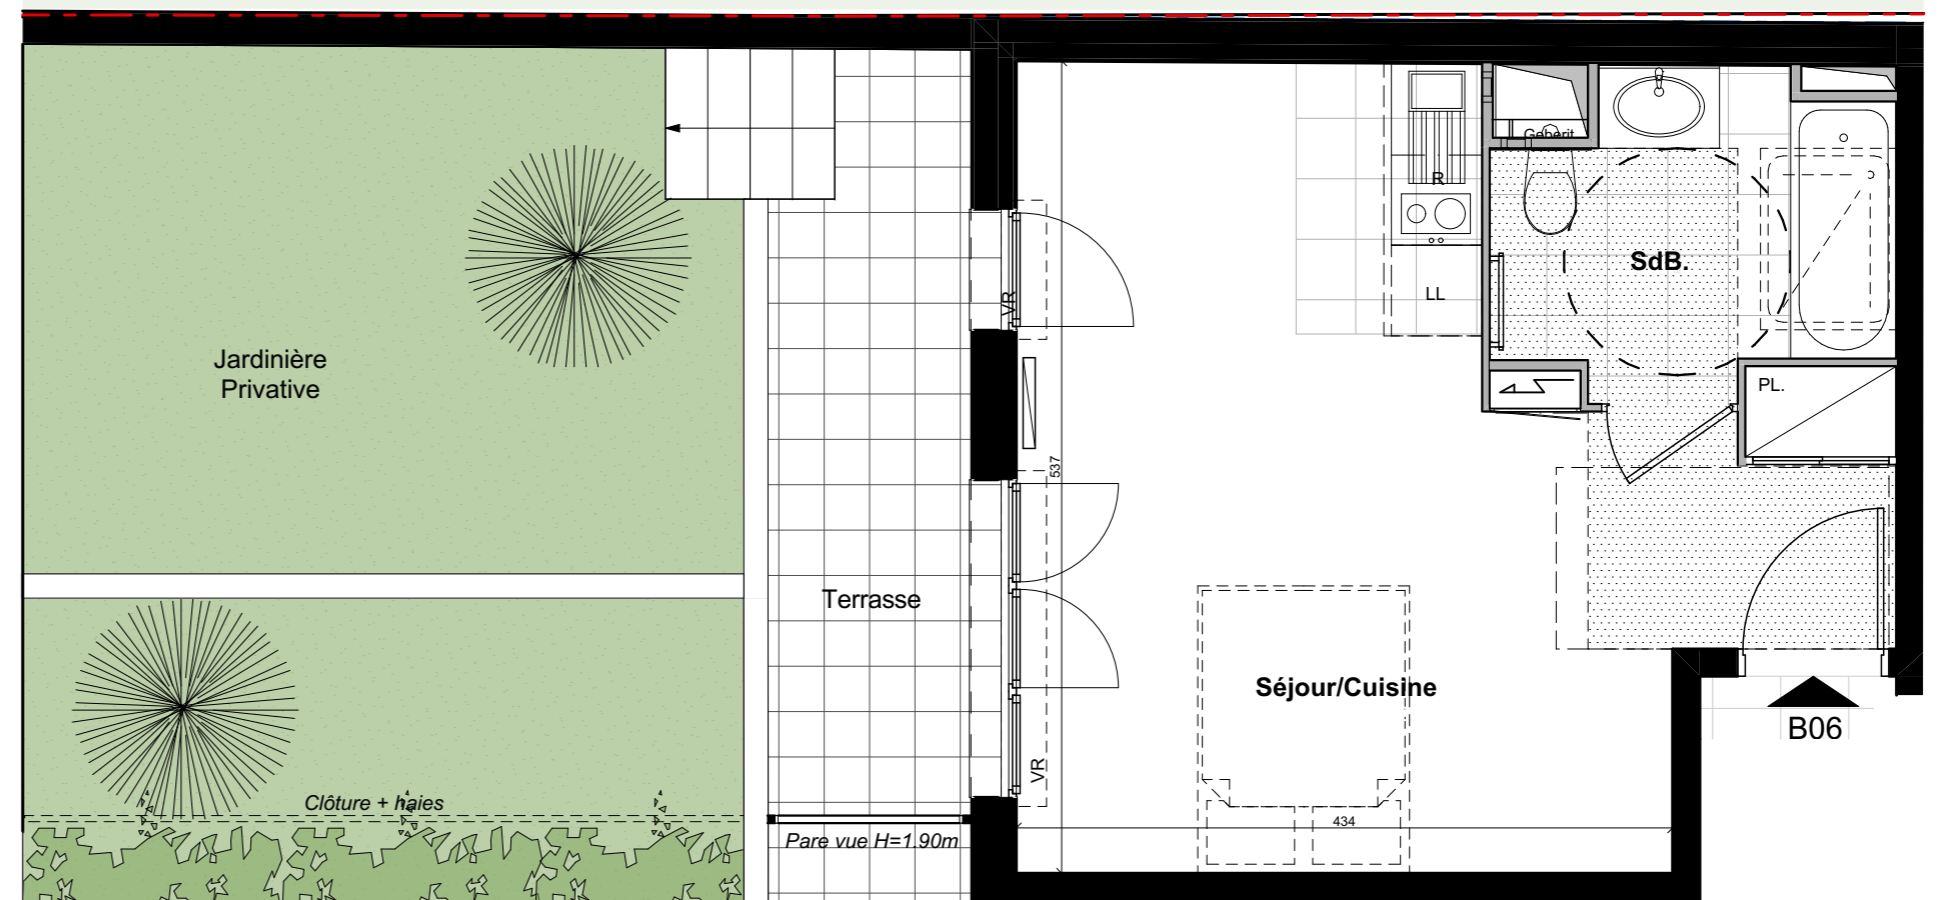 Geberit
R
SdB.
VR
LL
Jardinière
Privative
PL.
537
Terrasse
Séjour/Cuisine
B06
VR
Clôture + haies
434
Pare vue H=1.90m